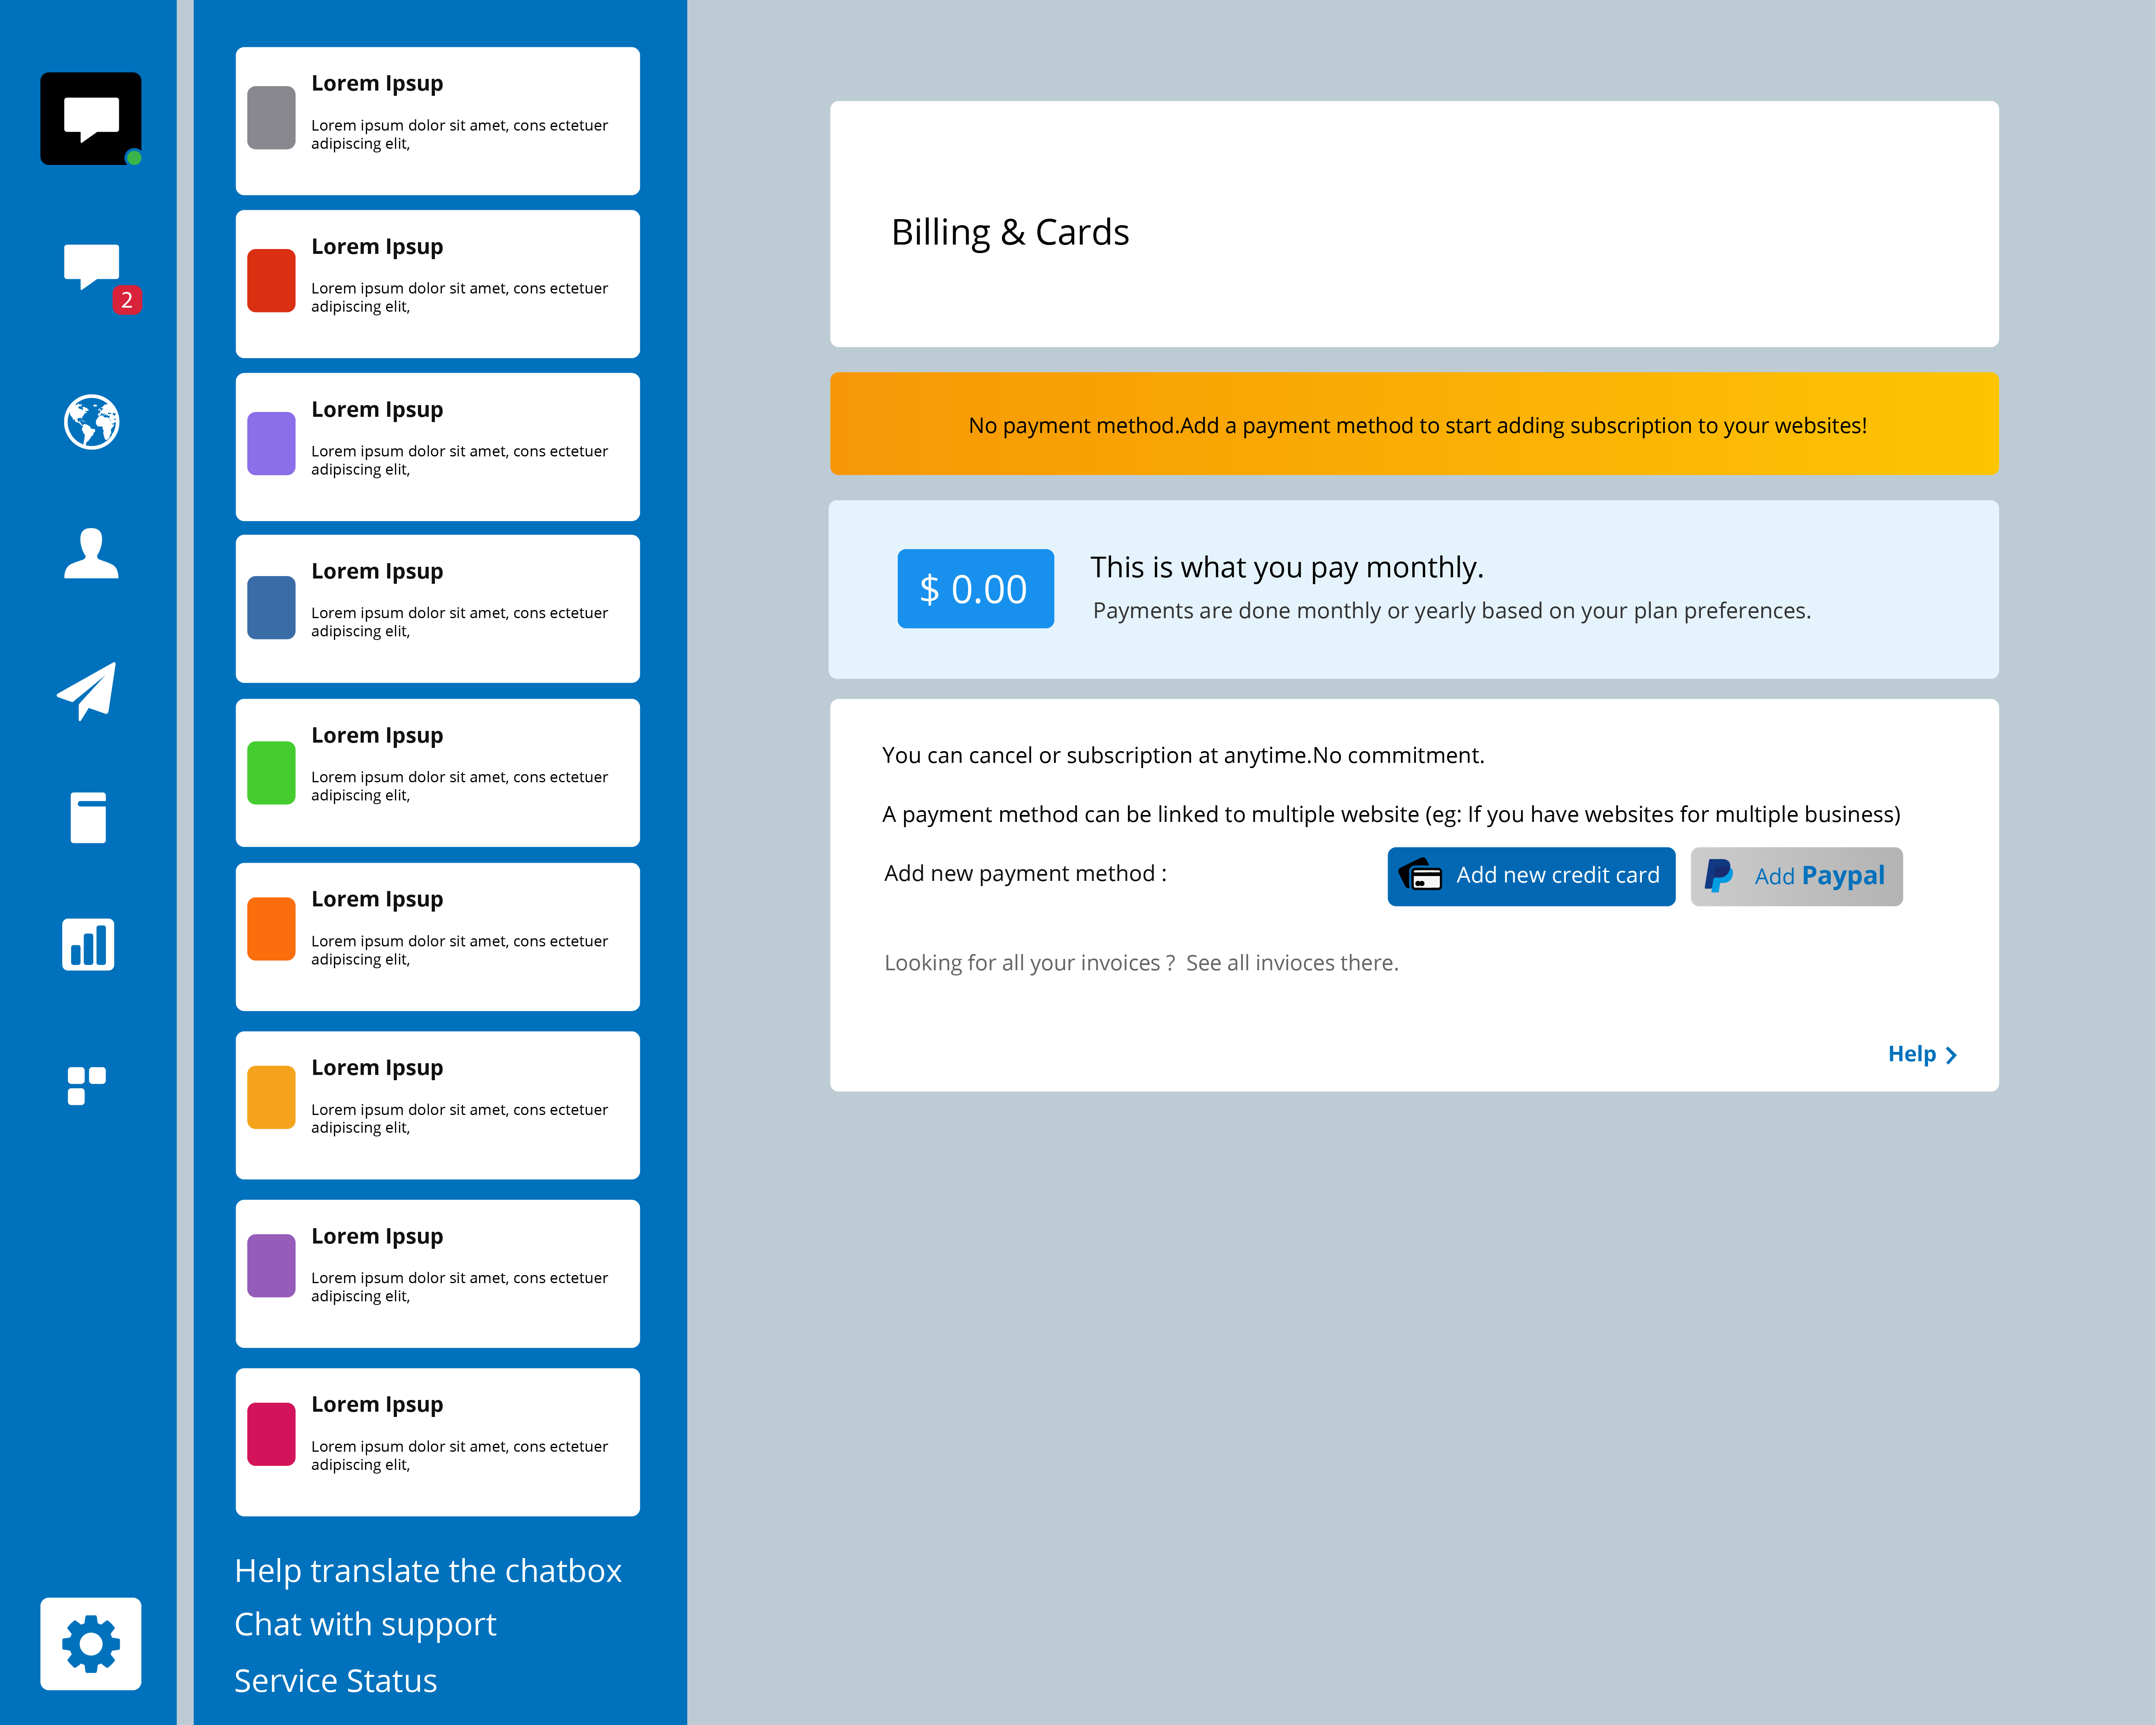 2
Lorem Ipsup
Lorem ipsum dolor sit amet, cons ectetuer
adipiscing elit,
Lorem Ipsup
Lorem ipsum dolor sit amet, cons ectetuer
adipiscing elit,
Lorem Ipsup
Lorem ipsum dolor sit amet, cons ectetuer
adipiscing elit,
Lorem Ipsup
Lorem ipsum dolor sit amet, cons ectetuer
adipiscing elit,
Lorem Ipsup
Lorem ipsum dolor sit amet, cons ectetuer
adipiscing elit,
Lorem Ipsup
Lorem ipsum dolor sit amet, cons ectetuer
adipiscing elit,
Lorem Ipsup
Lorem ipsum dolor sit amet, cons ectetuer
adipiscing elit,
Lorem Ipsup
Lorem ipsum dolor sit amet, cons ectetuer
adipiscing elit,
Lorem Ipsup
Lorem ipsum dolor sit amet, cons ectetuer
adipiscing elit,
Help translate the chatbox
Chat with support
Service Status
Billing & Cards
No payment method.Add a payment method to start adding subscription to your websites!
$ 0.00
This is what you pay monthly.
Payments are done monthly or yearly based on your plan preferences.
You can cancel or subscription at anytime.No commitment.
A payment method can be linked to multiple website (eg: If you have websites for multiple business)
Add new payment method :
Add new credit card
Add Paypal
Looking for all your invoices ? See all invioces there.
Help